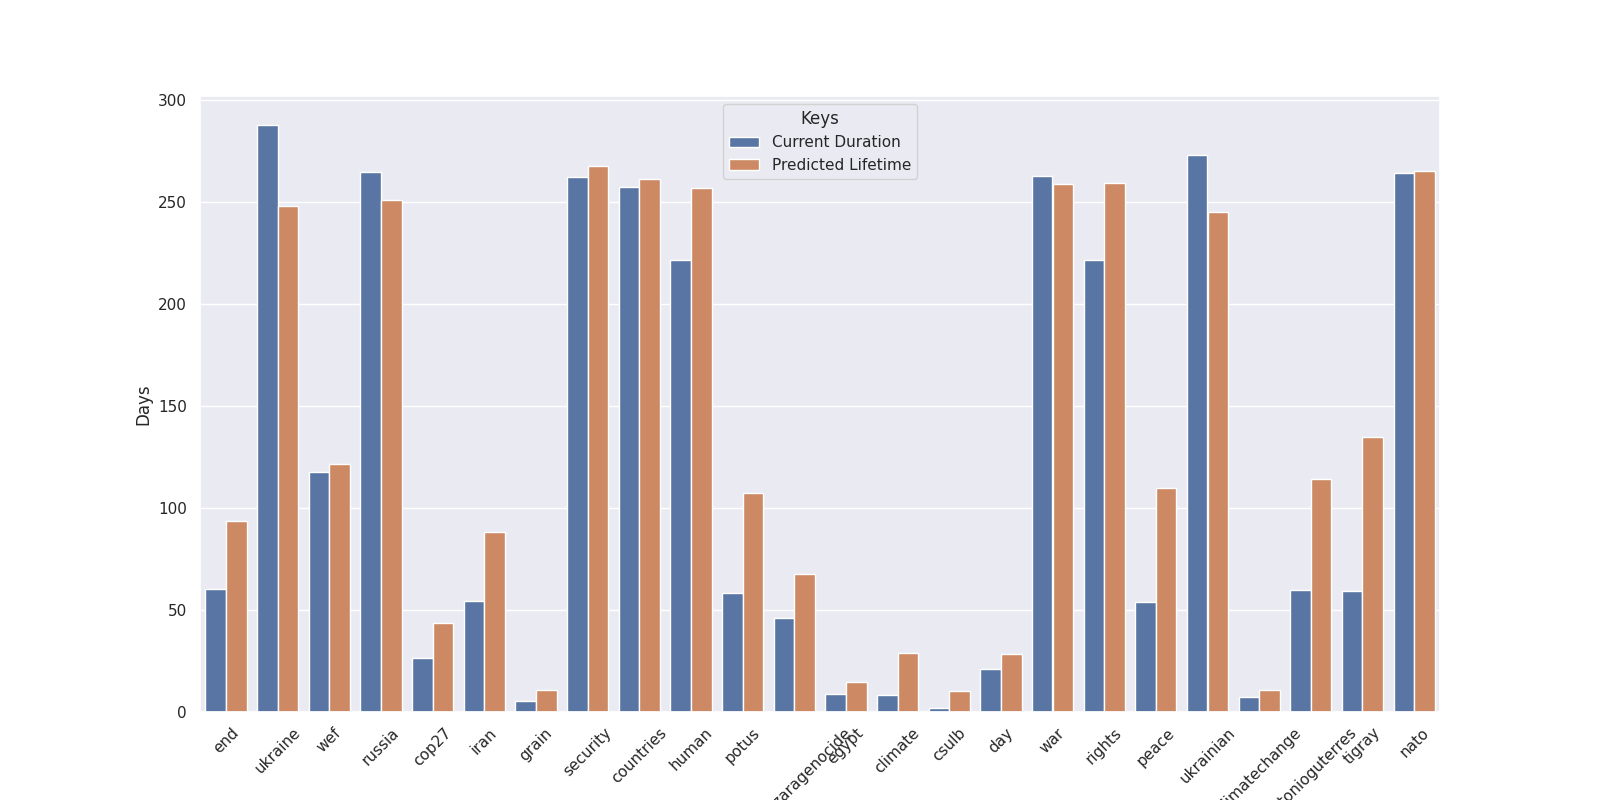 300
250
200
150
100
50
0
Days
Keys
Current Duration
Predicted Lifetime
end
ukraine
wef
russia
cop27
iran
grain
security
countries
human
potus
egypt
climate
csulb
day
war
rights
peace
ukrainian
tigray
nato